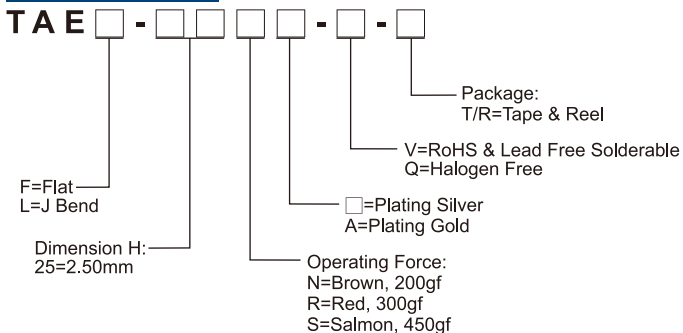 TAE□-□□□□-□-□
Package:
T/R=Tape & Reel
V=RoHS & Lead Free Solderable
Q=Halogen Free
F=Flat
L=J Bend
□=Plating Silver
A=Plating Gold
Dimension H:
25=2.50mm
Operating Force:
N=Brown, 200gf
R=Red, 300gf
S=Salmon, 450gf